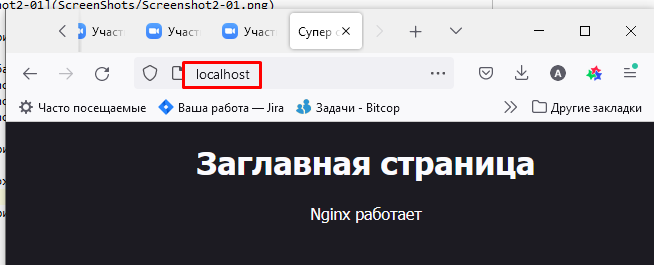 hot2-01](ScreenShots/Screenshot2-01.png)
Участ
Участ
Участ
Супер с
localhost
A
Часто посещаемые
Ваша работа — Jira
Задачи - Bitcop
Другие закладки
Заглавная страница
Nginx работает